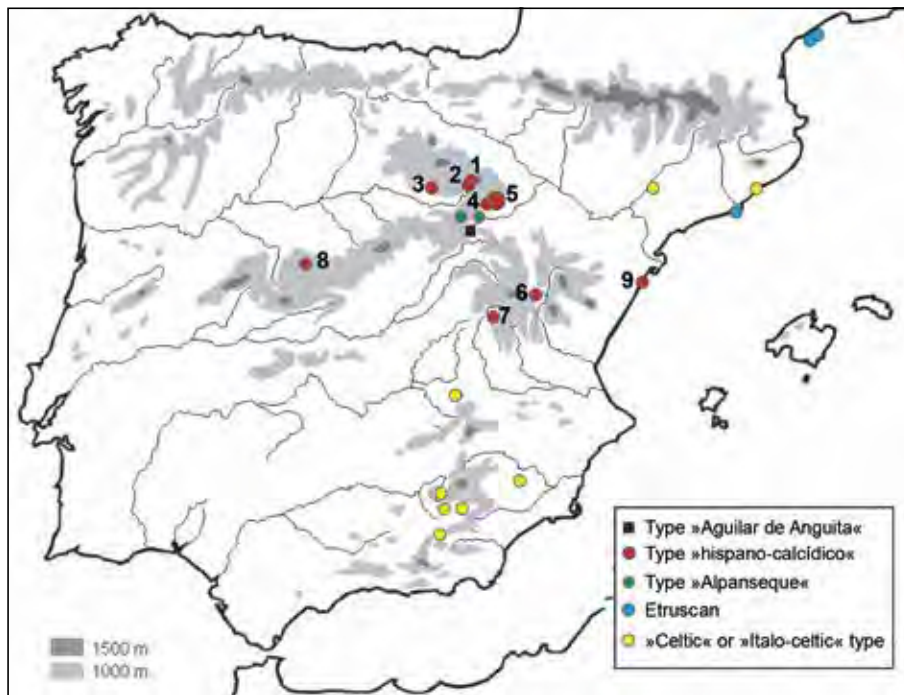 1
2
3
5
4
8
9
6
7
Type »Aguilar de Anguita«
Type »hispano-calcídico«
Type »Alpanseque«
Etruscan
»Celtic« or »Italo-celtic« type
1500 m
1000 m